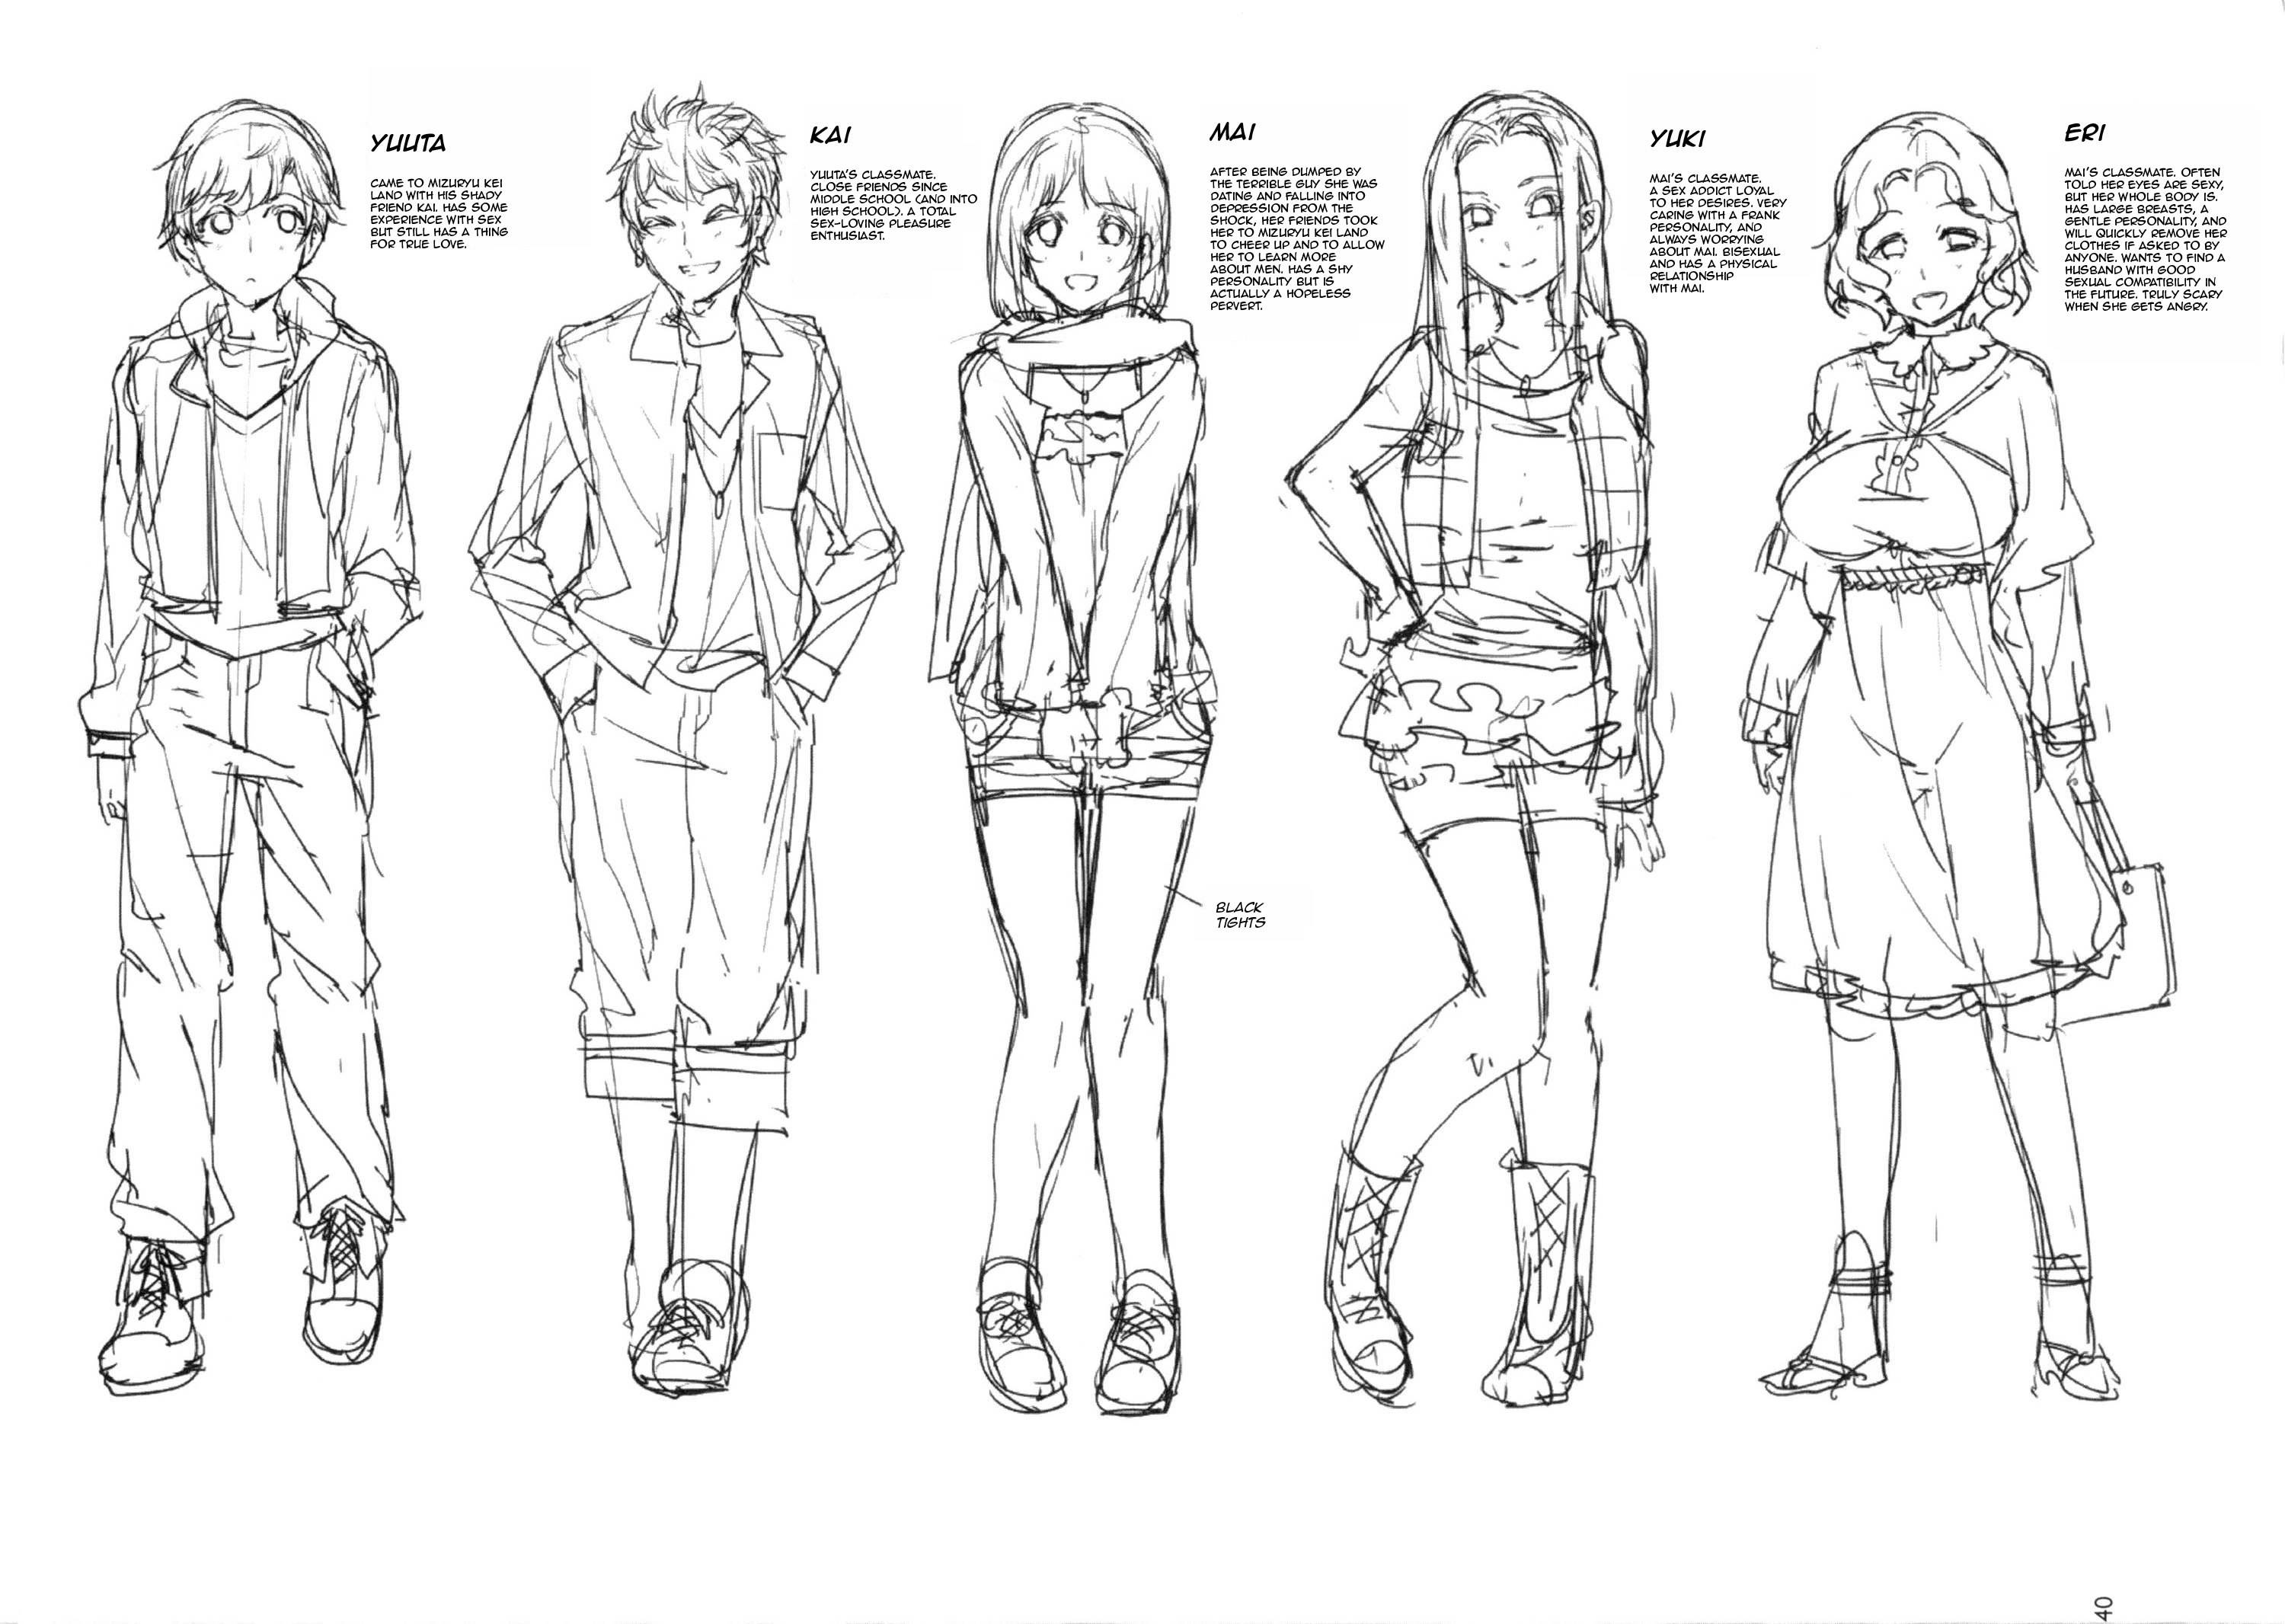 YUUTA
CAME TO MIZURYU KEI
LAND WITH HIS SHADY
FRIEND KAI. HAS SOME
EXPERIENCE WITH SEX
BUT STILL HAS A THING
FOR TRUE LOVE.
KAI
YUUTA'S CLASSMATE.
CLOSE FRIENDS SINCE
MIDDLE SCHOOL (AND INTO
HIGH SCHOOL). A TOTAL
SEX-LOVING PLEASURE
ENTHUSIAST.
MAI
AFTER BEING DUMPED BY
THE TERRIBLE GUY SHE WAS
DATING AND FALLING INTO
DEPRESSION FROM THE
SHOCK, HER FRIENDS TOOK
HER TO MIZURYU KEI LAND
TO CHEER UP AND TO ALLOW
HER TO LEARN MORE
ABOUT MEN. HAS A SHY
PERSONALITY BUT IS
ACTUALLY A HOPELESS
PERVERT.
BLACK
TIGHTS
YUKI
MAI'S CLASSMATE.
A SEX ADDICT LOYAL
TO HER DESIRES. VERY
CARING WITH A FRANK
PERSONALITY, AND
ALWAYS WORRYING
ABOUT MAI. BISEXUAL
AND HAS A PHYSICAL
RELATIONSHIP
WITH MAI.
ERI
MAI'S CLASSMATE. OFTEN
TOLD HER EYES ARE SEXY,
BUT HER WHOLE BODY IS.
HAS LARGE BREASTS, A
GENTLE PERSONALITY, AND
WILL QUICKLY REMOVE HER
CLOTHES IF ASKED TO BY
ANYONE. WANTS TO FIND A
HUSBAND WITH GOOD
SEXUAL COMPATIBILITY IN
THE FUTURE. TRULY SCARY
WHEN SHE GETS ANGRY.
40